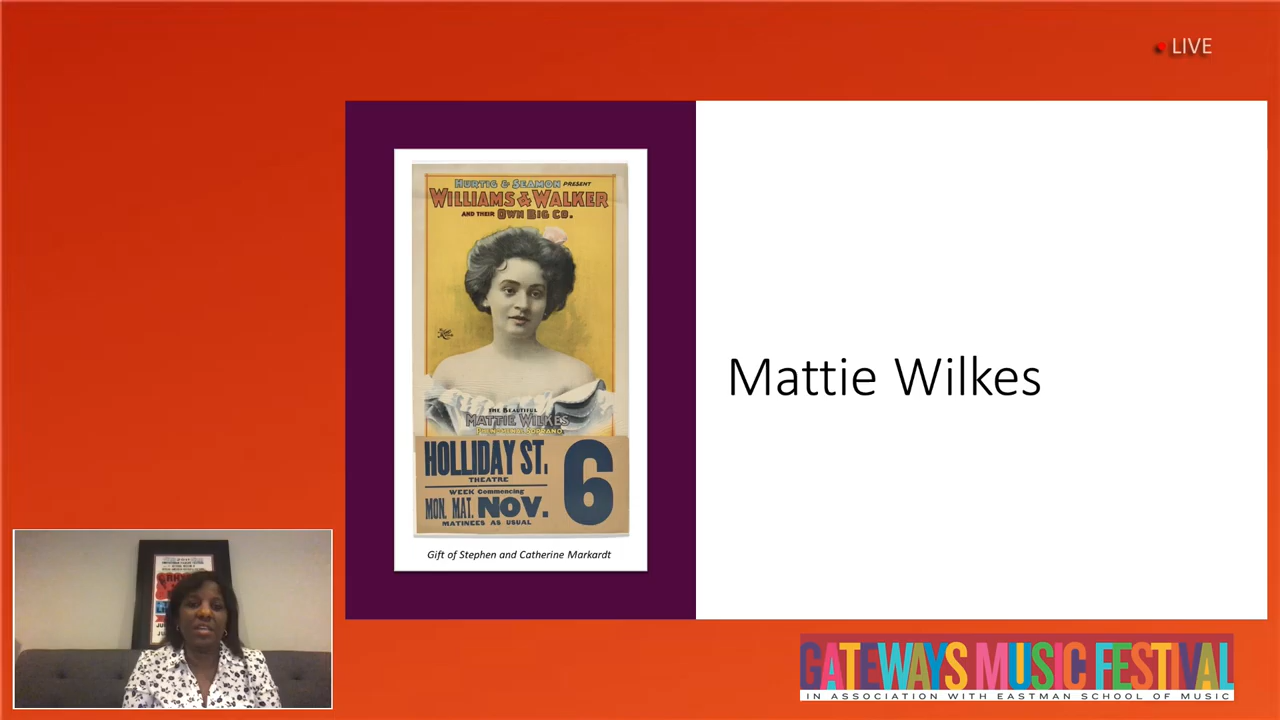 LIVE
HURTIG & SEAMON PRESENT
WILLIAMS & WALKER
AND THEIR OWN BIG CO.
THE BEAUTIFUL
MATTIE WILKES
PHENOMENAL SOPRANO
HOLLIDAY ST.
THEATRE
WEEK Commencing
MON. MAT. NOV. 6
MATINEES AS USUAL
Gift of Stephen and Catherine Markardt
Mattie Wilkes
GATEWAYS MUSIC FESTIVAL
IN ASSOCIATION WITH EASTMAN SCHOOL OF MUSIC